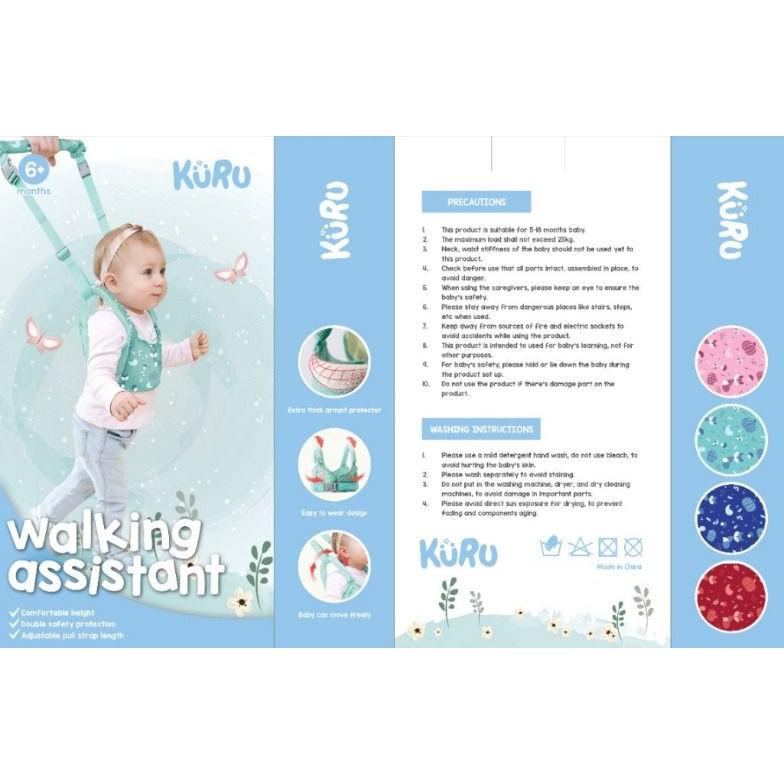 6+
months
KÜRU
walking
assistant
Comfortable height
Double safety protection
Adjustable pull strap length
KÜRU
Extra thick armpit protector
Easy to wear design
Baby can move freely
PRECAUTIONS
1. This product is suitable for 5-18 months baby.
2. The maximum load shall not exceed 25kg.
3. Neck, waist stiffness of the baby should not be used yet to
this product.
4. Check before use that all parts intact, assembled in place, to
avoid danger.
5. When using the caregivers, please keep an eye to ensure the
baby's safety.
6. Please stay away from dangerous places like stairs, steps,
etc when used.
7. Keep away from sources of fire and electric sockets to
avoid accidents while using the product.
8. This product is intended to used for baby's learning, not for
other purposes.
9. For baby's safety, please hold or lie down the baby during
the product set up.
10. Do not use the product if there's damage part on the
product.
WASHING INSTRUCTIONS
1. Please use a mild detergent hand wash, do not use bleach, to
avoid hurting the baby's skin.
2. Please wash separately to avoid staining.
3. Do not put in the washing machine, dryer, and dry cleaning
machines, to avoid damage in important parts.
4. Please avoid direct sun exposure for drying, to prevent
fading and components aging.
KÜRU
Made in China
KÜRU